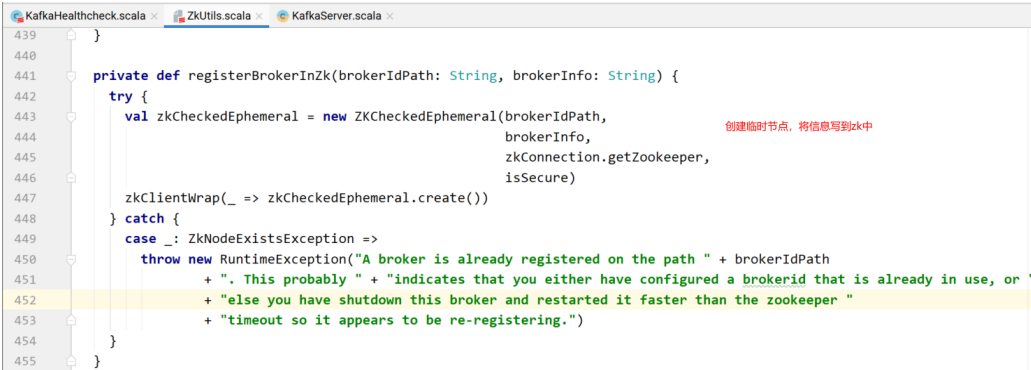 KafkaHealthcheck.scala × ZkUtils.scala × KafkaServer.scala ×
439 }
440
441 private def registerBrokerInZk(brokerIdPath: String, brokerInfo: String) {
442 try {
443 val zkCheckedEphemeral = new ZKCheckedEphemeral(brokerIdPath,
创建临时节点，将信息写到zk中
444 brokerInfo,
445 zkConnection.getZookeeper,
446 isSecure)
447 zkClientWrap(_ => zkCheckedEphemeral.create())
448 } catch {
449 case _: ZkNodeExistsException =>
450 throw new RuntimeException("A broker is already registered on the path " + brokerIdPath
451 + ". This probably " + "indicates that you either have configured a brokerid that is already in use, or "
452 + "else you have shutdown this broker and restarted it faster than the zookeeper "
453 + "timeout so it appears to be re-registering.")
454 }
455 }